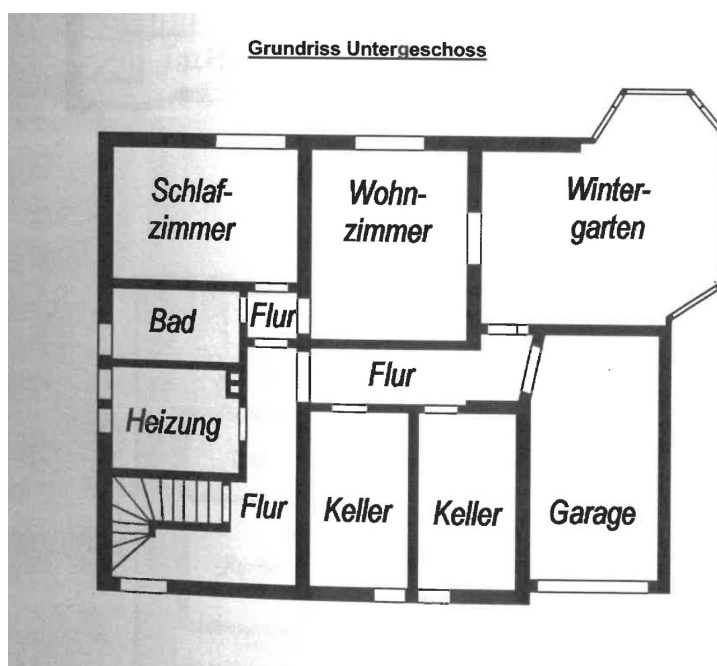 Grundriss Untergeschoss
Schlaf-
zimmer
Wohn-
zimmer
Winter-
garten
Bad
Flur
Flur
Heizung
Flur
Keller
Keller
Garage